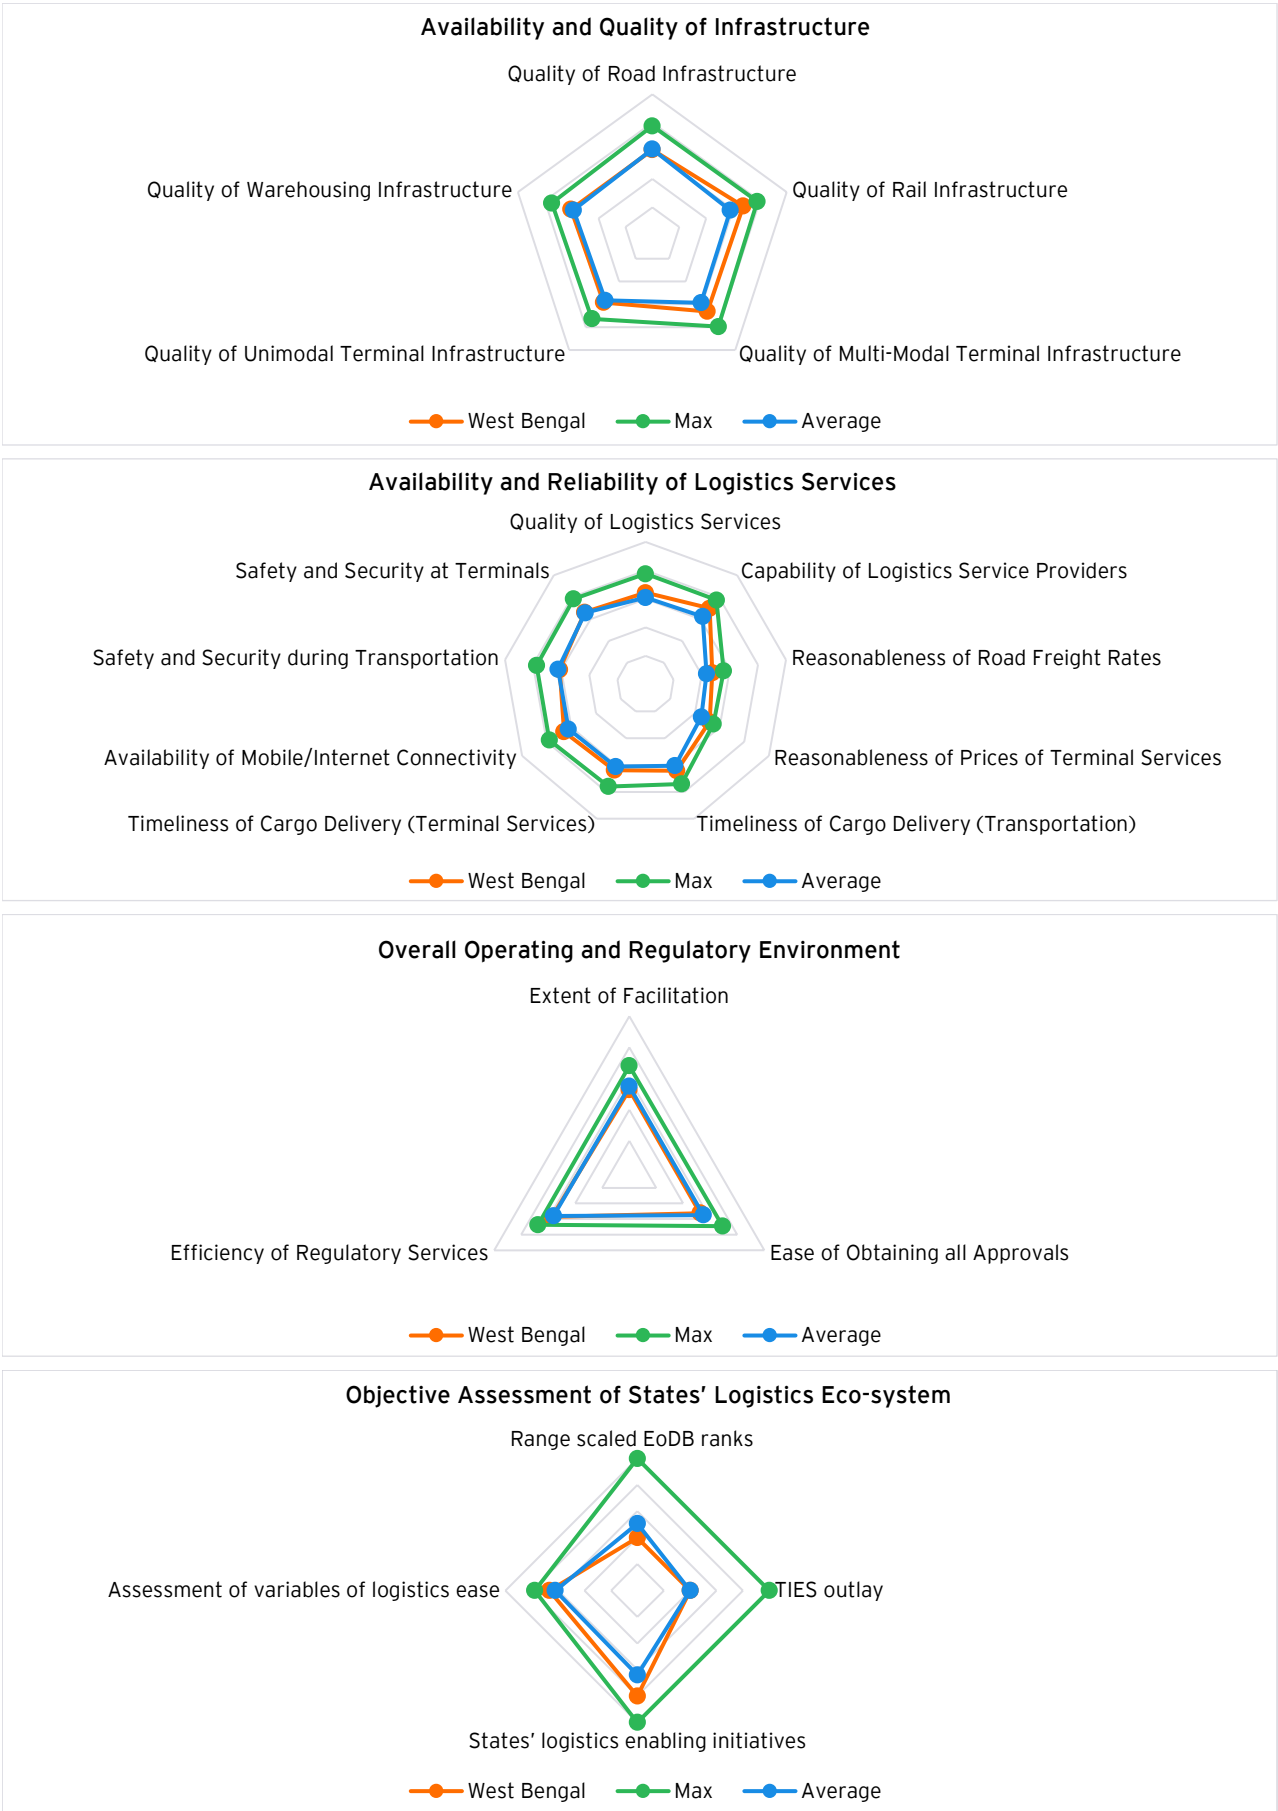 Availability and Quality of Infrastructure
Quality of Road Infrastructure
Quality of Warehousing Infrastructure
Quality of Rail Infrastructure
Quality of Unimodal Terminal Infrastructure
Quality of Multi-Modal Terminal Infrastructure
West Bengal Max Average
Availability and Reliability of Logistics Services
Quality of Logistics Services
Safety and Security at Terminals
Capability of Logistics Service Providers
Safety and Security during Transportation
Reasonableness of Road Freight Rates
Availability of Mobile/Internet Connectivity
Reasonableness of Prices of Terminal Services
Timeliness of Cargo Delivery (Terminal Services)
Timeliness of Cargo Delivery (Transportation)
West Bengal Max Average
Overall Operating and Regulatory Environment
Extent of Facilitation
Efficiency of Regulatory Services
Ease of Obtaining all Approvals
West Bengal Max Average
Objective Assessment of States’ Logistics Eco-system
Range scaled EoDB ranks
Assessment of variables of logistics ease
TIES outlay
States’ logistics enabling initiatives
West Bengal Max Average